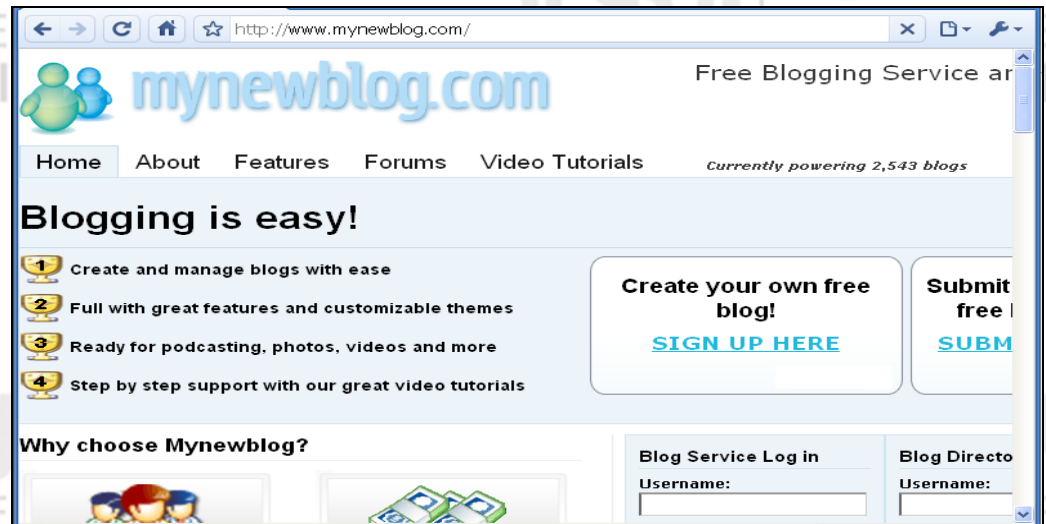 http://www.mynewblog.com/
mynewblog.com
Free Blogging Service
Home About Features Forums Video Tutorials Currently powering 2,543 blogs
Blogging is easy!
1 Create and manage blogs with ease
2 Full with great features and customizable themes
3 Ready for podcasting, photos, videos and more
4 Step by step support with our great video tutorials
Create your own free
blog!
SIGN UP HERE
Submit
free
SUBM
Why choose Mynewblog?
Blog Service Log in
Username:
Blog Directo
Username: